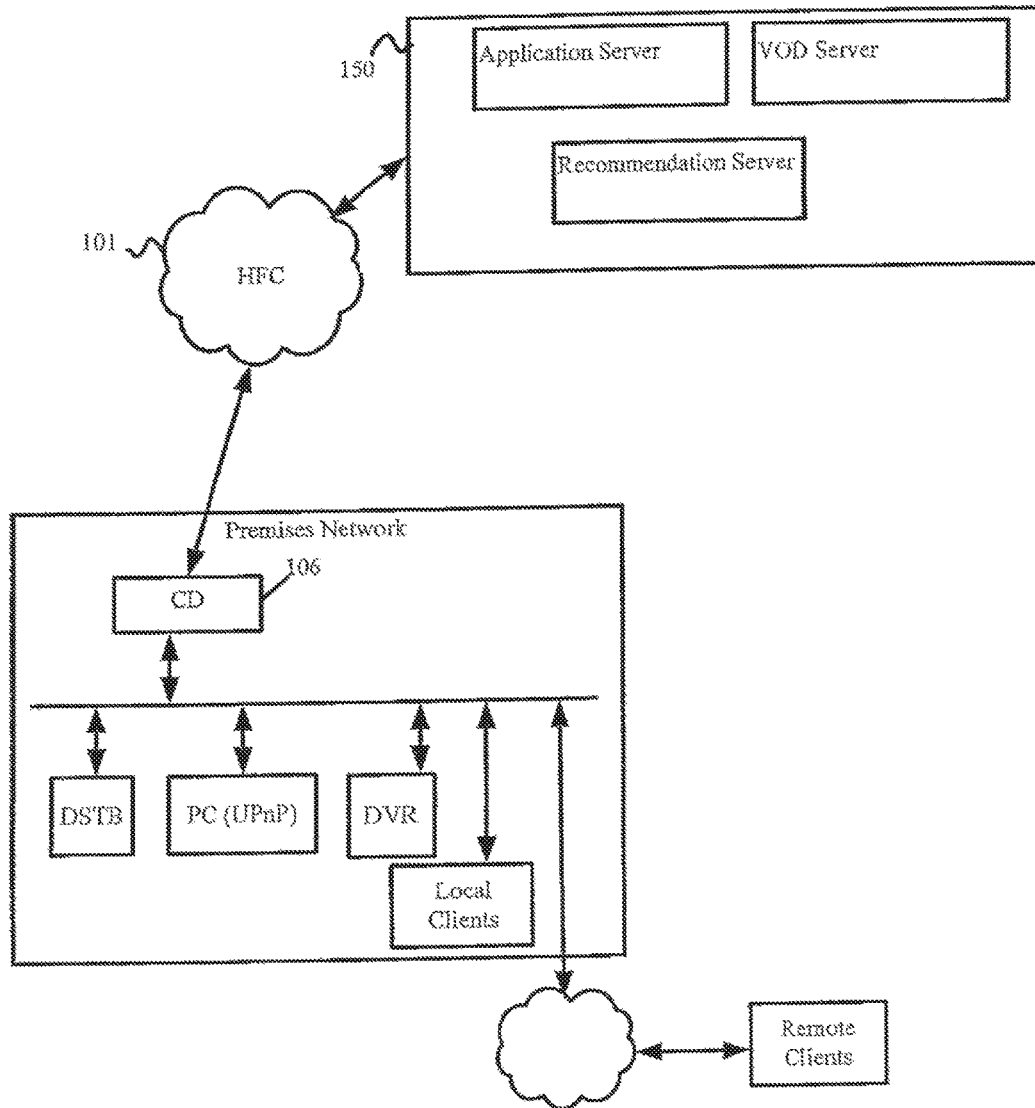 150
Application Server
VOD Server
Recommendation Server
101
HFC
Premises Network
106
CD
DSTB
PC (UPnP)
DVR
Local
Clients
Remote
Clients